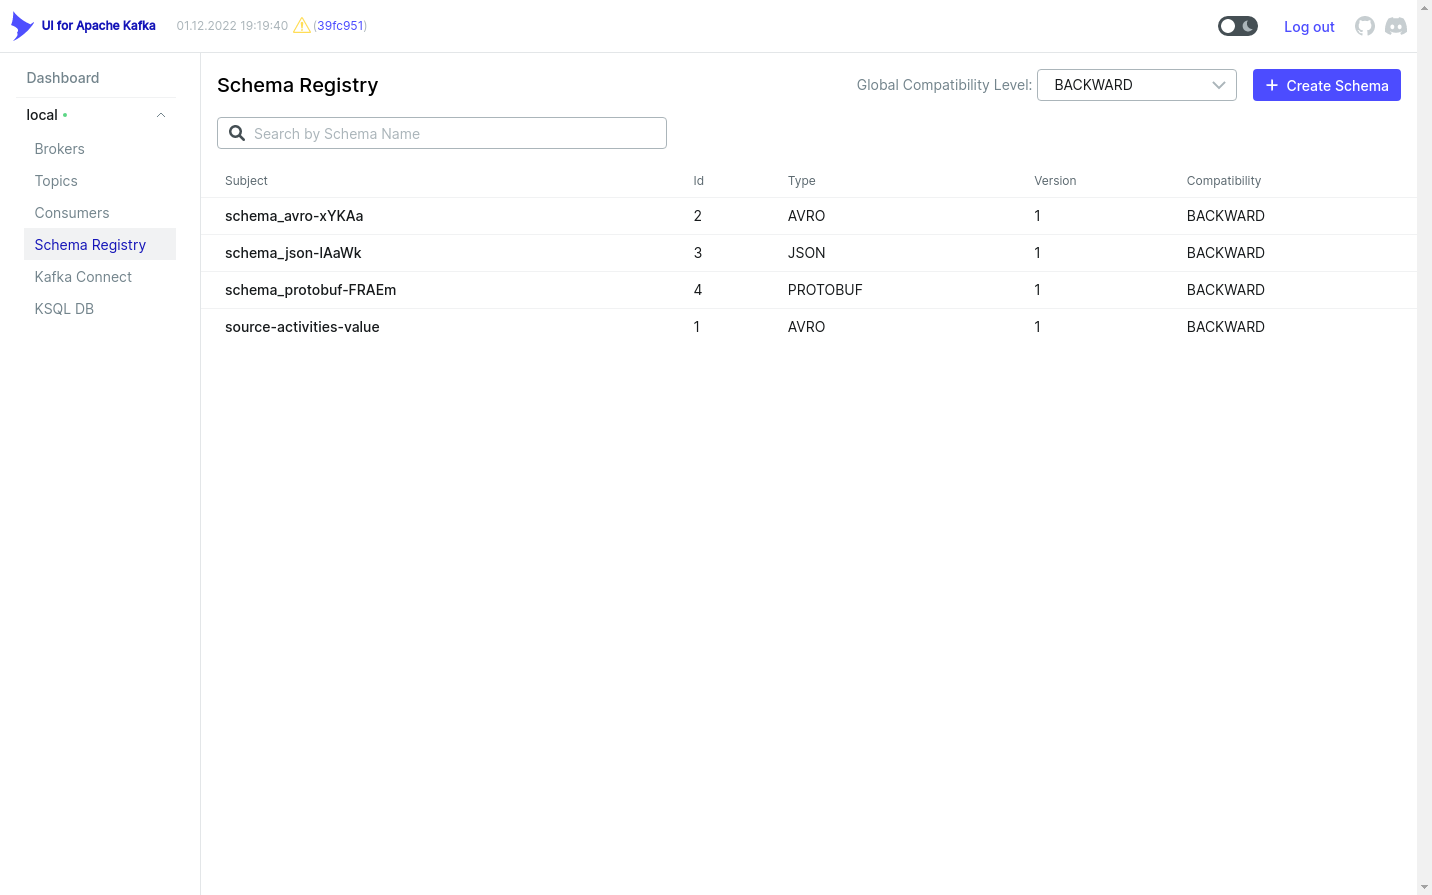 UI for Apache Kafka 01.12.2022 19:19:40 (39fc951) Log out
Dashboard
local
Brokers
Topics
Consumers
Schema Registry
Kafka Connect
KSQL DB
Schema Registry Global Compatibility Level: BACKWARD + Create Schema
Search by Schema Name
Subject Id Type Version Compatibility
schema_avro-xYKAa 2 AVRO 1 BACKWARD
schema_json-IAaWk 3 JSON 1 BACKWARD
schema_protobuf-FRAEm 4 PROTOBUF 1 BACKWARD
source-activities-value 1 AVRO 1 BACKWARD